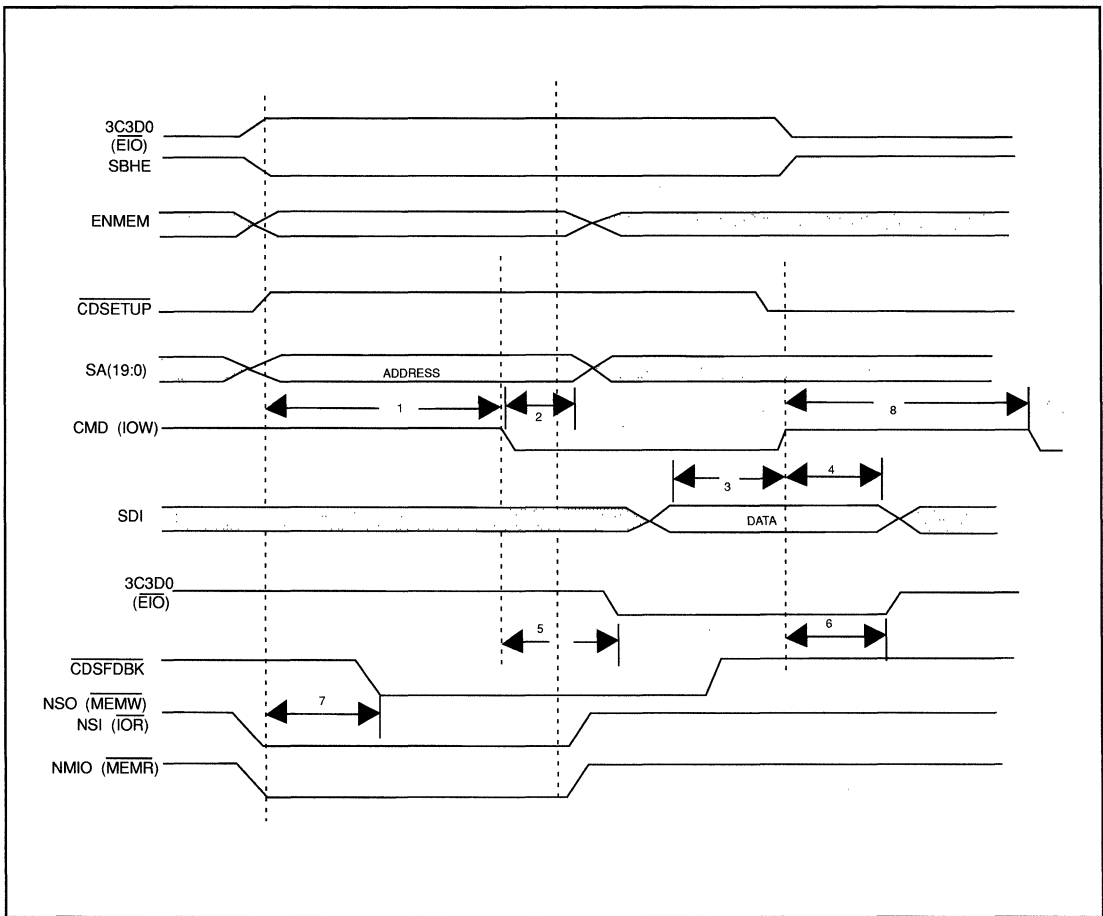 3C3D0
(EIO)
SBHE
ENMEM
CDSETUP
SA(19:0)
ADDRESS
1
2
8
CMD (IOW)
3
4
SDI
DATA
3C3D0
(EIO)
5
6
CDSFDBK
7
NSO (MEMW)
NSI (IOR)
NMIO (MEMR)